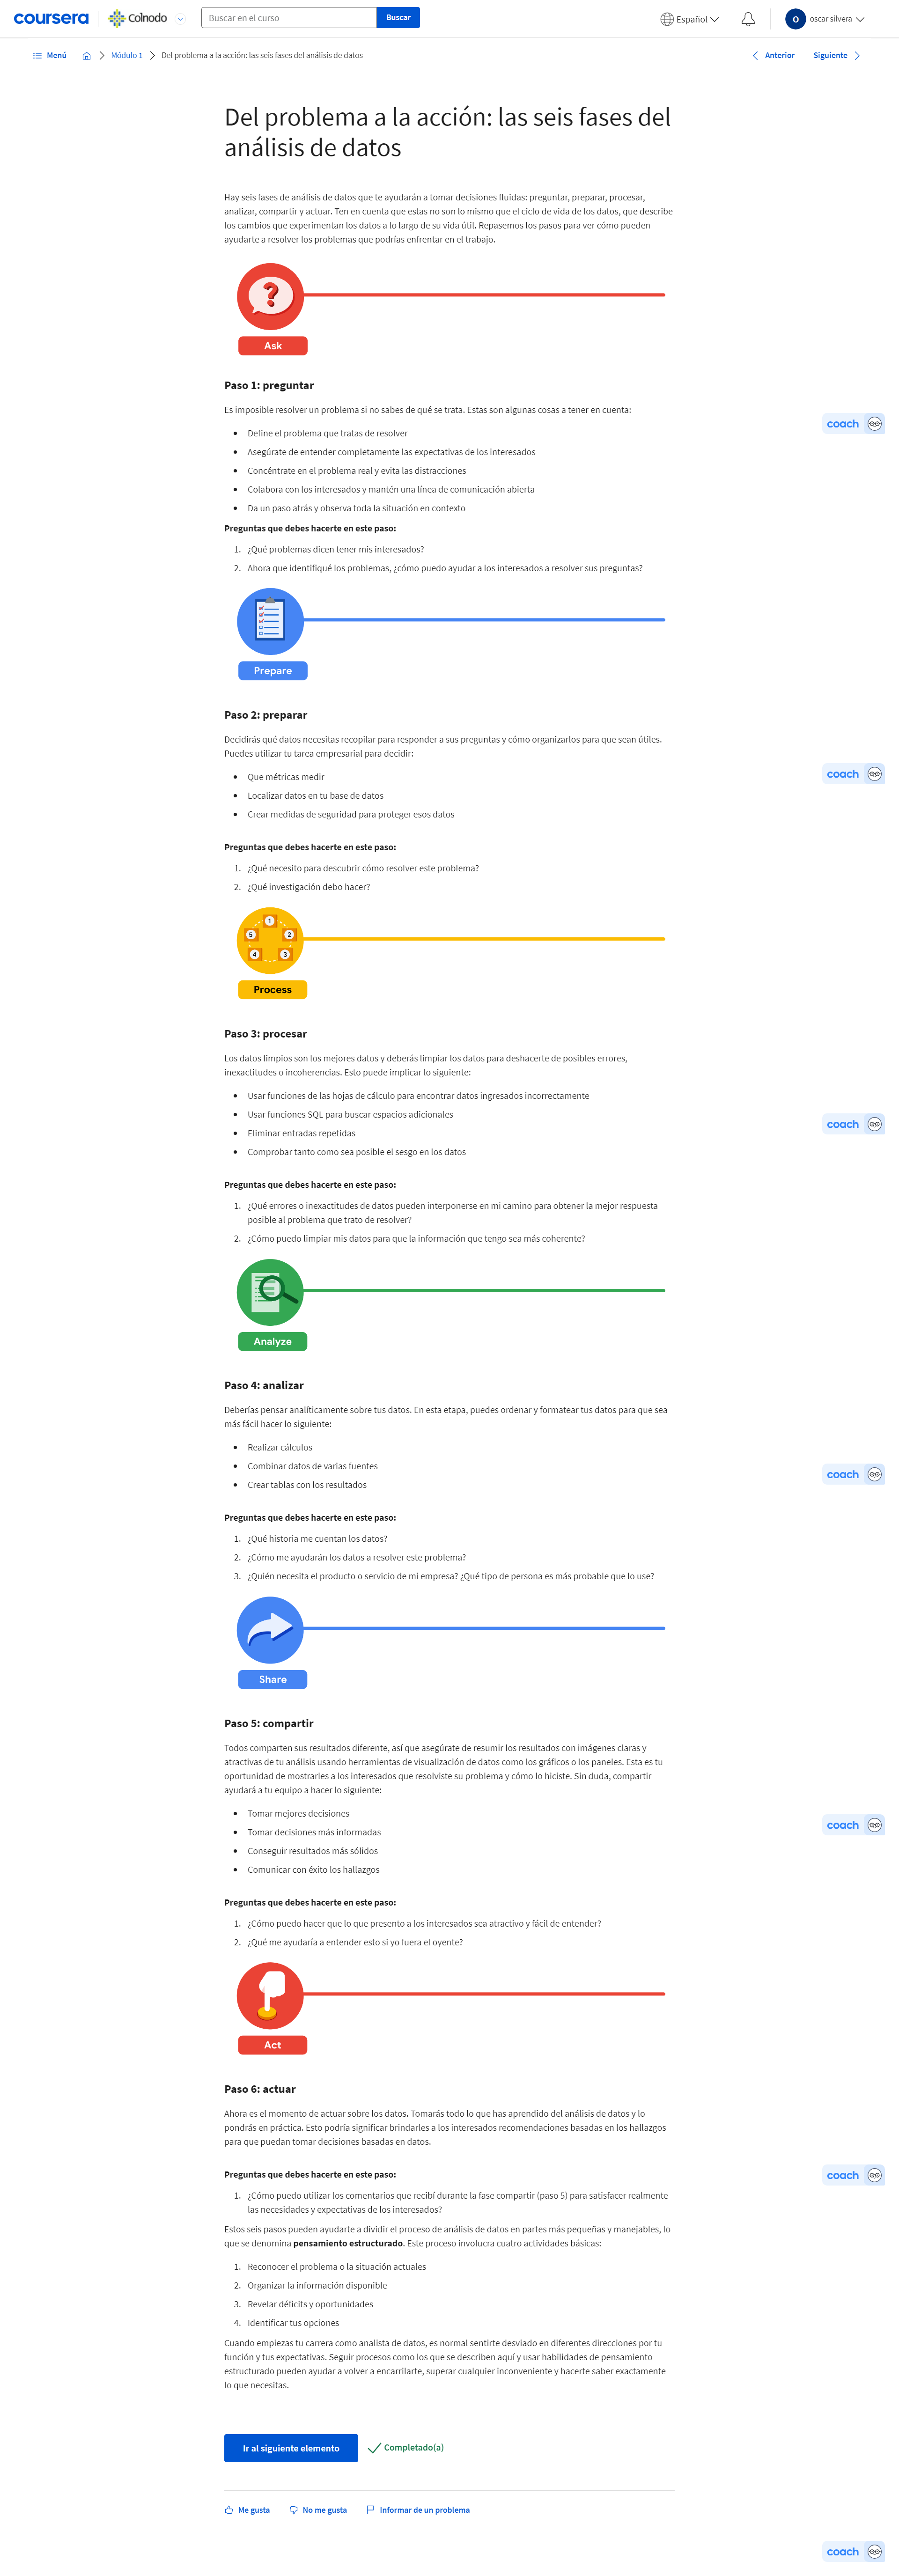 coursera
Colnodo
Buscar en el curso
Buscar
Español
O
oscar silvera
Menú
Módulo 1
Del problema a la acción: las seis fases del análisis de datos
Anterior
Siguiente
Del problema a la acción: las seis fases del
análisis de datos
Hay seis fases de análisis de datos que te ayudarán a tomar decisiones fluidas: preguntar, preparar, procesar,
analizar, compartir y actuar. Ten en cuenta que estas no son lo mismo que el ciclo de vida de los datos, que describe
los cambios que experimentan los datos a lo largo de su vida útil. Repasemos los pasos para ver cómo pueden
ayudarte a resolver los problemas que podrías enfrentar en el trabajo.
?
Ask
Paso 1: preguntar
Es imposible resolver un problema si no sabes de qué se trata. Estas son algunas cosas a tener en cuenta:
• Define el problema que tratas de resolver
• Asegúrate de entender completamente las expectativas de los interesados
• Concéntrate en el problema real y evita las distracciones
• Colabora con los interesados y mantén una línea de comunicación abierta
• Da un paso atrás y observa toda la situación en contexto
Preguntas que debes hacerte en este paso:
1. ¿Qué problemas dicen tener mis interesados?
2. Ahora que identifiqué los problemas, ¿cómo puedo ayudar a los interesados a resolver sus preguntas?
coach
Prepare
Paso 2: preparar
Decidirás qué datos necesitas recopilar para responder a sus preguntas y cómo organizarlos para que sean útiles.
Puedes utilizar tu tarea empresarial para decidir:
• Que métricas medir
• Localizar datos en tu base de datos
• Crear medidas de seguridad para proteger esos datos
Preguntas que debes hacerte en este paso:
1. ¿Qué necesito para descubrir cómo resolver este problema?
2. ¿Qué investigación debo hacer?
coach
1
2
3
4
5
Process
Paso 3: procesar
Los datos limpios son los mejores datos y deberás limpiar los datos para deshacerte de posibles errores,
inexactitudes o incoherencias. Esto puede implicar lo siguiente:
• Usar funciones de las hojas de cálculo para encontrar datos ingresados incorrectamente
• Usar funciones SQL para buscar espacios adicionales
• Eliminar entradas repetidas
• Comprobar tanto como sea posible el sesgo en los datos
Preguntas que debes hacerte en este paso:
1. ¿Qué errores o inexactitudes de datos pueden interponerse en mi camino para obtener la mejor respuesta
posible al problema que trato de resolver?
2. ¿Cómo puedo limpiar mis datos para que la información que tengo sea más coherente?
coach
Analyze
Paso 4: analizar
Deberías pensar analíticamente sobre tus datos. En esta etapa, puedes ordenar y formatear tus datos para que sea
más fácil hacer lo siguiente:
• Realizar cálculos
• Combinar datos de varias fuentes
• Crear tablas con los resultados
Preguntas que debes hacerte en este paso:
1. ¿Qué historia me cuentan los datos?
2. ¿Cómo me ayudarán los datos a resolver este problema?
3. ¿Quién necesita el producto o servicio de mi empresa? ¿Qué tipo de persona es más probable que lo use?
coach
Share
Paso 5: compartir
Todos comparten sus resultados diferente, así que asegúrate de resumir los resultados con imágenes claras y
atractivas de tu análisis usando herramientas de visualización de datos como los gráficos o los paneles. Esta es tu
oportunidad de mostrarles a los interesados que resolviste su problema y cómo lo hiciste. Sin duda, compartir
ayudará a tu equipo a hacer lo siguiente:
• Tomar mejores decisiones
• Tomar decisiones más informadas
• Conseguir resultados más sólidos
• Comunicar con éxito los hallazgos
Preguntas que debes hacerte en este paso:
1. ¿Cómo puedo hacer que lo que presento a los interesados sea atractivo y fácil de entender?
2. ¿Qué me ayudaría a entender esto si yo fuera el oyente?
coach
Act
Paso 6: actuar
Ahora es el momento de actuar sobre los datos. Tomarás todo lo que has aprendido del análisis de datos y lo
pondrás en práctica. Esto podría significar brindarles a los interesados recomendaciones basadas en los hallazgos
para que puedan tomar decisiones basadas en datos.
Preguntas que debes hacerte en este paso:
1. ¿Cómo puedo utilizar los comentarios que recibí durante la fase compartir (paso 5) para satisfacer realmente
las necesidades y expectativas de los interesados?
coach
Estos seis pasos pueden ayudarte a dividir el proceso de análisis de datos en partes más pequeñas y manejables, lo
que se denomina pensamiento estructurado. Este proceso involucra cuatro actividades básicas:
1. Reconocer el problema o la situación actuales
2. Organizar la información disponible
3. Revelar déficits y oportunidades
4. Identificar tus opciones
Cuando empiezas tu carrera como analista de datos, es normal sentirte desviado en diferentes direcciones por tu
función y tus expectativas. Seguir procesos como los que se describen aquí y usar habilidades de pensamiento
estructurado pueden ayudar a volver a encarrilarte, superar cualquier inconveniente y hacerte saber exactamente
lo que necesitas.
Ir al siguiente elemento
Completado(a)
Me gusta
No me gusta
Informar de un problema
coach